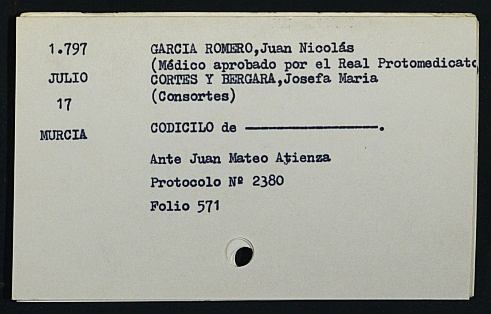 1.797
JULIO
17
MURCIA
GARCIA ROMERO,Juan Nicolás
(Médico aprobado por el Real Protomedicato
CORTES Y BERGARA,Josefa Maria
(Consortes)
CODICILO de ————————.
Ante Juan Mateo Atienza
Protocolo Nº 2380
Folio 571